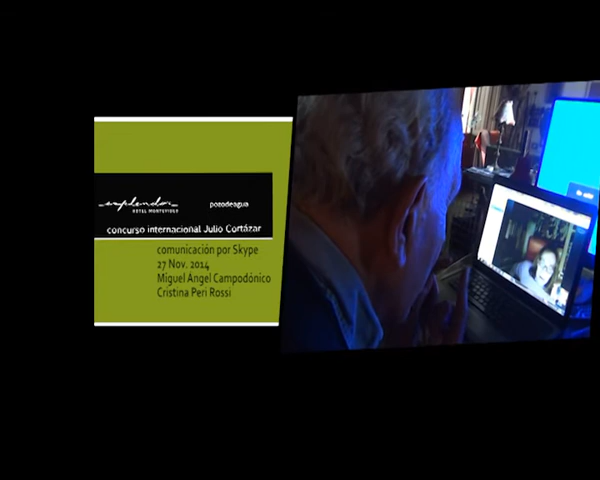 esplendor
HOTEL MONTEVIDEO
pozodeagua
concurso internacional Julio Cortázar
comunicación por Skype
27 Nov. 2014
Miguel Angel Campodónico
Cristina Peri Rossi